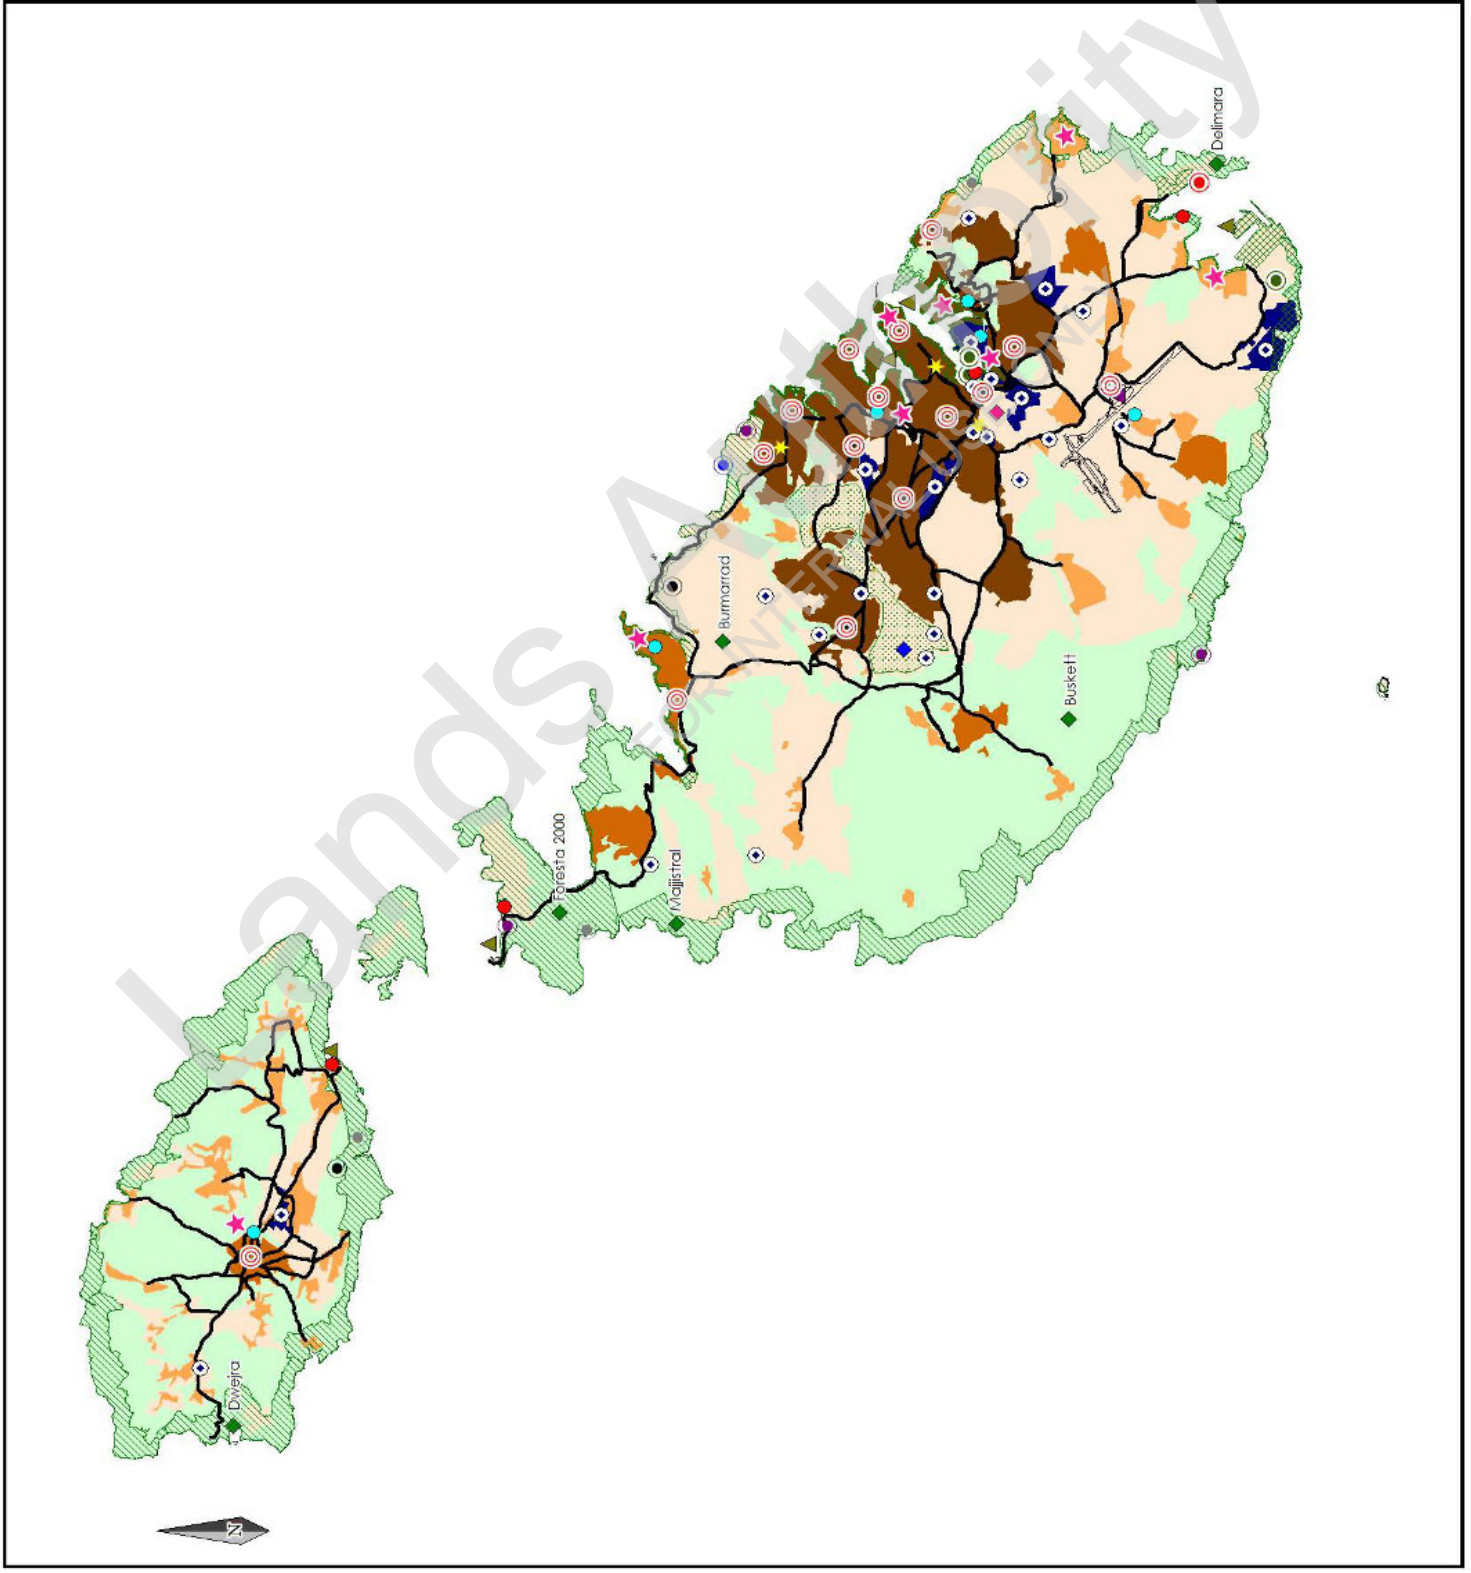 Lands Authority
FOR INTERNAL USE ONLY
Delimara
Burmarrad
Buskett
Foresta 2000
Majjistral
Dwejra
N